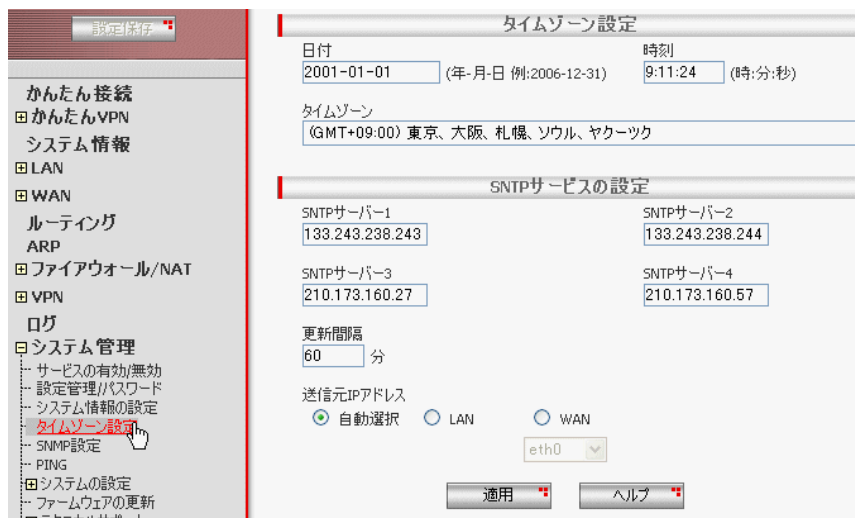 設定保存
かんたん接続
かんたんVPN
システム情報
LAN
WAN
ルーティング
ARP
ファイアウォール/NAT
VPN
ログ
システム管理
サービスの有効/無効
設定管理/パスワード
システム情報の設定
タイムゾーン設定
SNMP設定
PING
システムの設定
ファームウェアの更新
タイムゾーン設定
日付
時刻
2001-01-01 (年-月-日 例:2006-12-31) 9:11:24 (時:分:秒)
タイムゾーン
(GMT+09:00) 東京、大阪、札幌、ソウル、ヤクーツク
SNTPサービスの設定
SNTPサーバー1 SNTPサーバー2
133.243.238.243 133.243.238.244
SNTPサーバー3 SNTPサーバー4
210.173.160.27 210.173.160.57
更新間隔
60 分
送信元IPアドレス
自動選択 LAN WAN
eth0
適用 ヘルプ